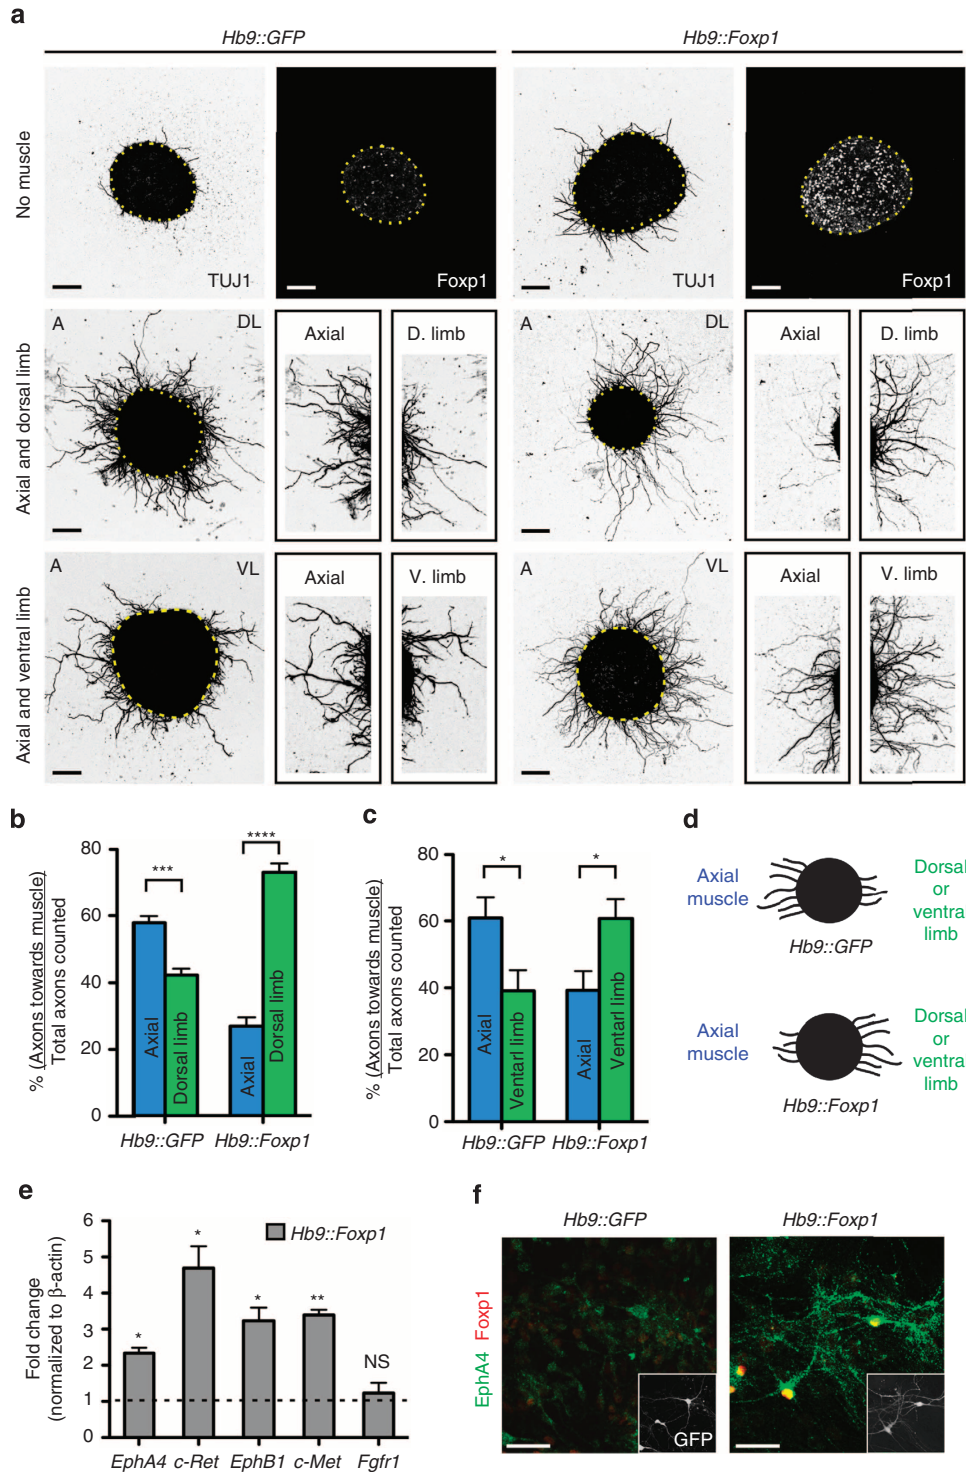 a
Hb9::GFP
Hb9::Foxp1
No muscle
TUJ1
Foxp1
TUJ1
Foxp1
Axial and dorsal limb
A
DL
Axial
D. limb
A
DL
Axial
D. limb
Axial and ventral limb
A
VL
Axial
V. limb
A
VL
Axial
V. limb
b
% (Axons towards muscle)
Total axons counted
80
60
40
20
0
***
****
Axial
Dorsal limb
Axial
Dorsal limb
Hb9::GFP
Hb9::Foxp1
c
% (Axons towards muscle)
Total axons counted
80
60
40
20
0
*
*
Axial
Ventarl limb
Axial
Ventarl limb
Hb9::GFP
Hb9::Foxp1
d
Axial
muscle
Dorsal
or
ventra
limb
Hb9::GFP
Axial
muscle
Dorsal
or
ventra
limb
Hb9::Foxp1
e
Fold change
(normalized to β-actin)
6
5
4
3
2
1
0
Hb9::Foxp1
*
*
*
**
NS
EphA4 c-Ret EphB1 c-Met Fgfr1
f
Hb9::GFP
Hb9::Foxp1
EphA4 Foxp1
GFP